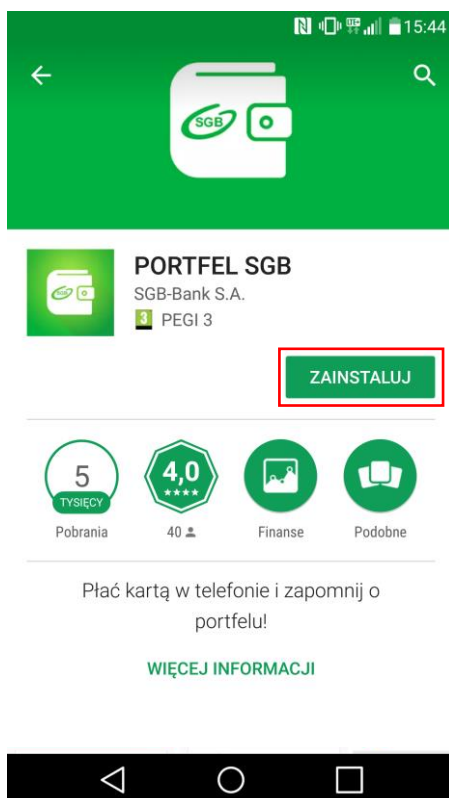 15:44
SGB
SGB
PORTFEL SGB
SGB-Bank S.A.
3 PEGI 3
ZAINSTALUJ
5
TYSIĘCY
Pobrania
4,0
40
Finanse
Podobne
Płać kartą w telefonie i zapomnij o
portfelu!
WIĘCEJ INFORMACJI